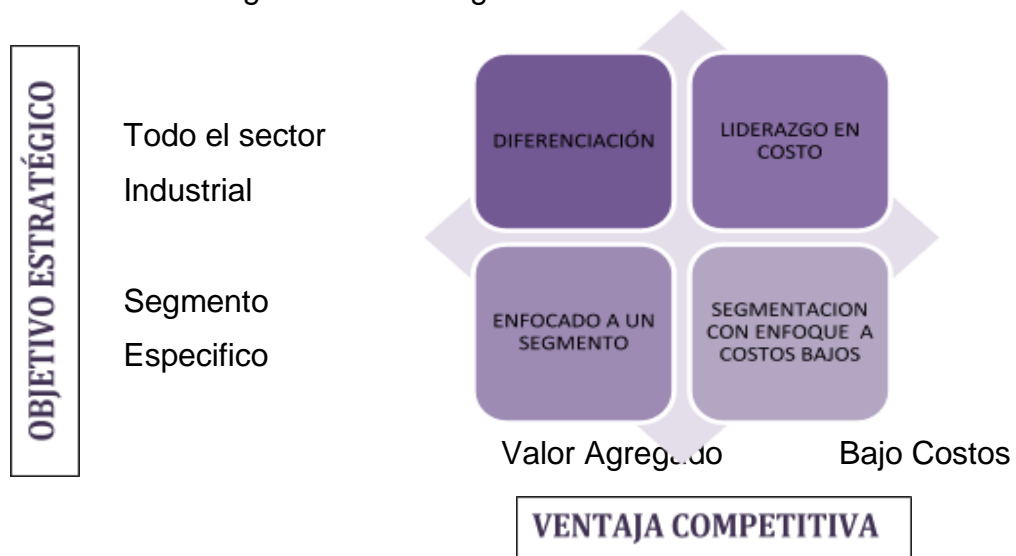 OBJETIVO ESTRATÉGICO
Todo el sector
Industrial
Segmento
Especifico
DIFERENCIACIÓN
LIDERAZGO EN
COSTO
ENFOCADO A UN
SEGMENTO
SEGMENTACION
CON ENFOQUE A
COSTOS BAJOS
Valor Agregado
Bajo Costos
VENTAJA COMPETITIVA